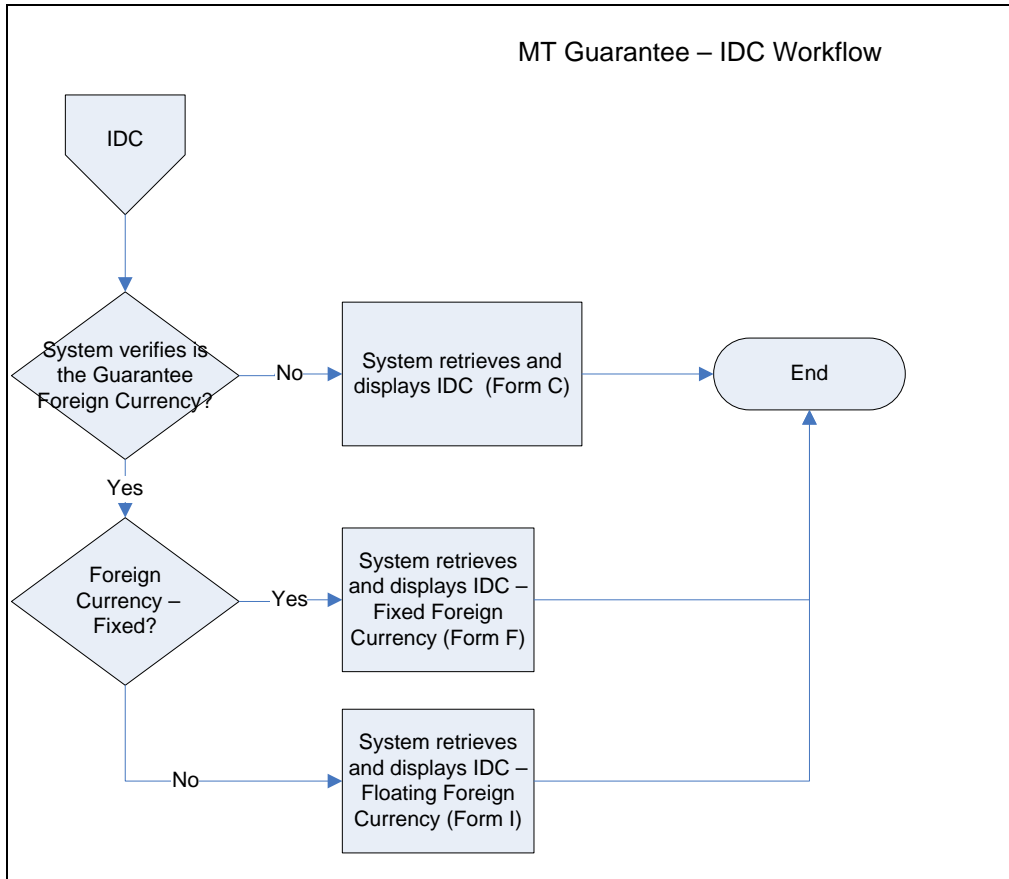 MT Guarantee – IDC Workflow
IDC
System verifies is
the Guarantee
Foreign Currency?
No
System retrieves and
displays IDC  (Form C)
End
Yes
Foreign
Currency –
Fixed?
Yes
System retrieves
and displays IDC –
Fixed Foreign
Currency (Form F)
No
System retrieves
and displays IDC –
Floating Foreign
Currency (Form I)